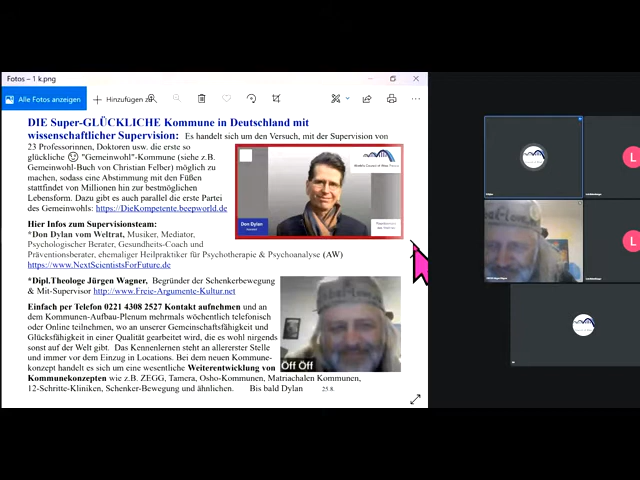 Fotos – 1 k.png
Alle Fotos anzeigen
Hinzufügen zu
DIE Super-GLÜCKLICHE Kommune in Deutschland mit
wissenschaftlicher Supervision: Es handelt sich um den Versuch, mit der Supervision von
23 Professorinnen, Doktoren usw. die erste so
glückliche "Gemeinwohl"-Kommune (siehe z.B.
Gemeinwohl-Buch von Christian Felber) möglich zu
machen, sodass eine Abstimmung mit den Füßen
stattfindet von Millionen hin zur bestmöglichen
Lebensform. Dazu gibt es auch parallel die erste Partei
des Gemeinwohls: https://DieKompetente.beepworld.de
Don Dylan
Hier Infos zum Supervisionsteam:
*Don Dylan vom Weltrat, Musiker, Mediator,
Psychologischer Berater, Gesundheits-Coach und
Präventionsberater, ehemaliger Heilpraktiker für Psychotherapie & Psychoanalyse (AW)
https://www.NextScientistsForFuture.de
*Dipl.Theologe Jürgen Wagner, Begründer der Schenkerbewegung
& Mit-Supervisor http://www.Freie-Argumente-Kultur.net
Einfach per Telefon 0221 4308 2527 Kontakt aufnehmen und an
dem Kommunen-Aufbau-Plenum mehrmals wöchentlich telefonisch
oder Online teilnehmen, wo an unserer Gemeinschaftsfähigkeit und
Glücksfähigkeit in einer Qualität gearbeitet wird, die es wohl nirgends
sonst auf der Welt gibt. Das Kennenlernen steht an allererster Stelle
und immer vor dem Einzug in Locations. Bei dem neuen Kommune-
konzept handelt es sich um eine wesentliche Weiterentwicklung von
Kommunekonzepten wie z.B. ZEGG, Tamera, Osho-Kommunen, Matriachalen Kommunen,
12-Schritte-Kliniken, Schenker-Bewegung und ähnlichen. Bis bald Dylan 25 8.
Off Off
L
L